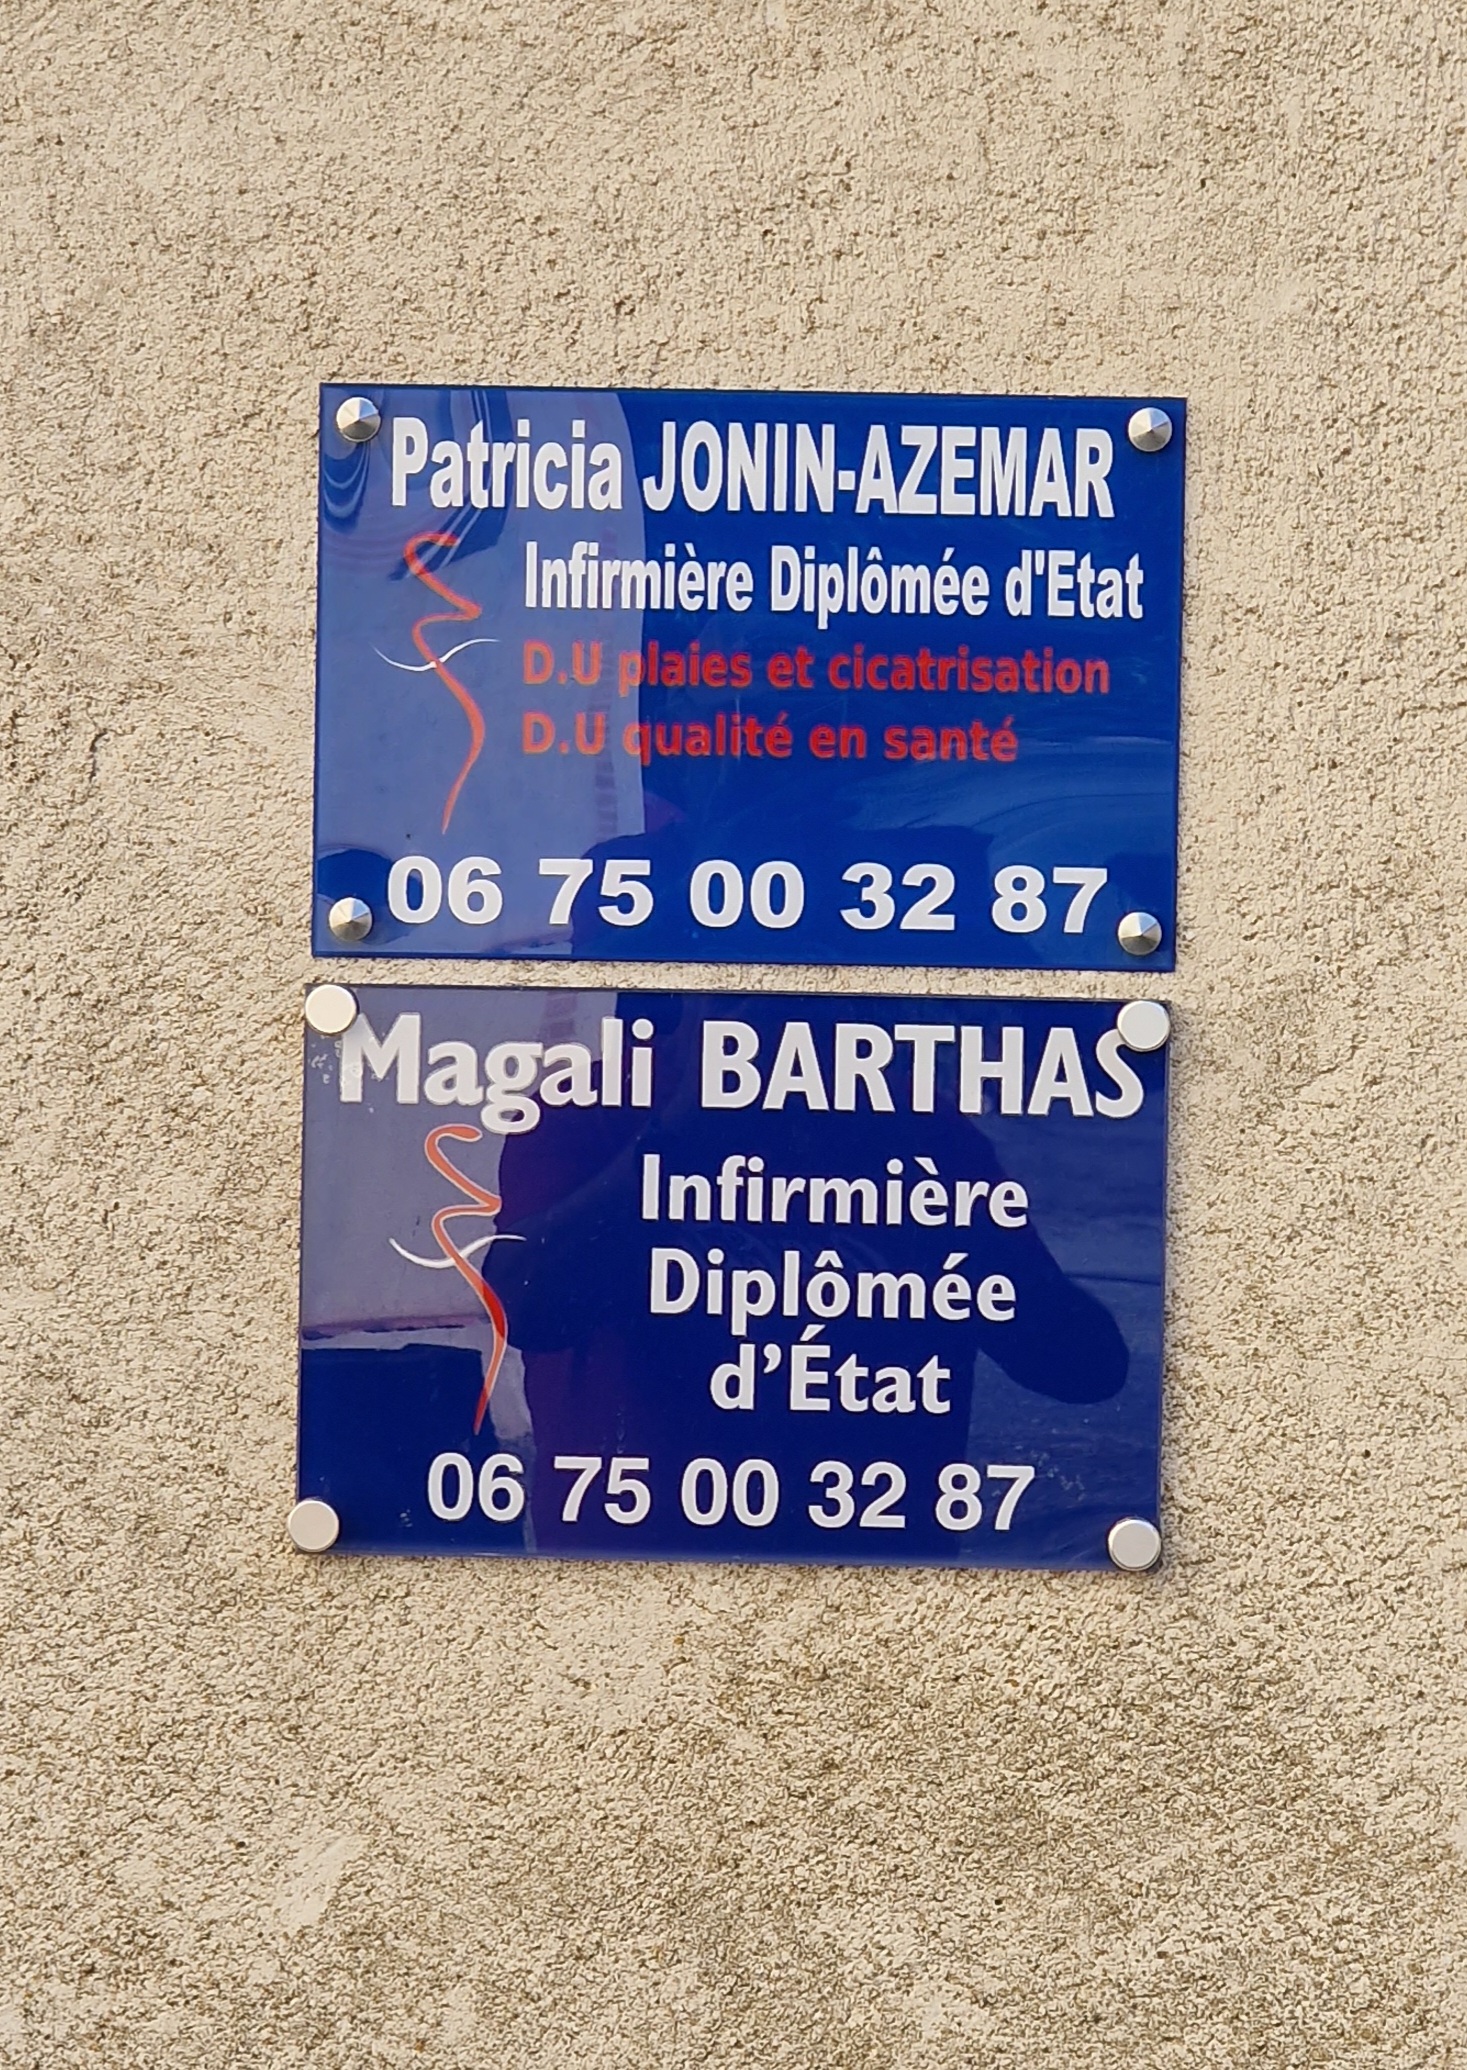 Patricia JONIN-AZEMAR
Infirmière Diplômée d'Etat
D.U plaies et cicatrisation
D.U qualité en santé
06 75 00 32 87
Magali BARTHAS
Infirmière
Diplômée
d’État
06 75 00 32 87